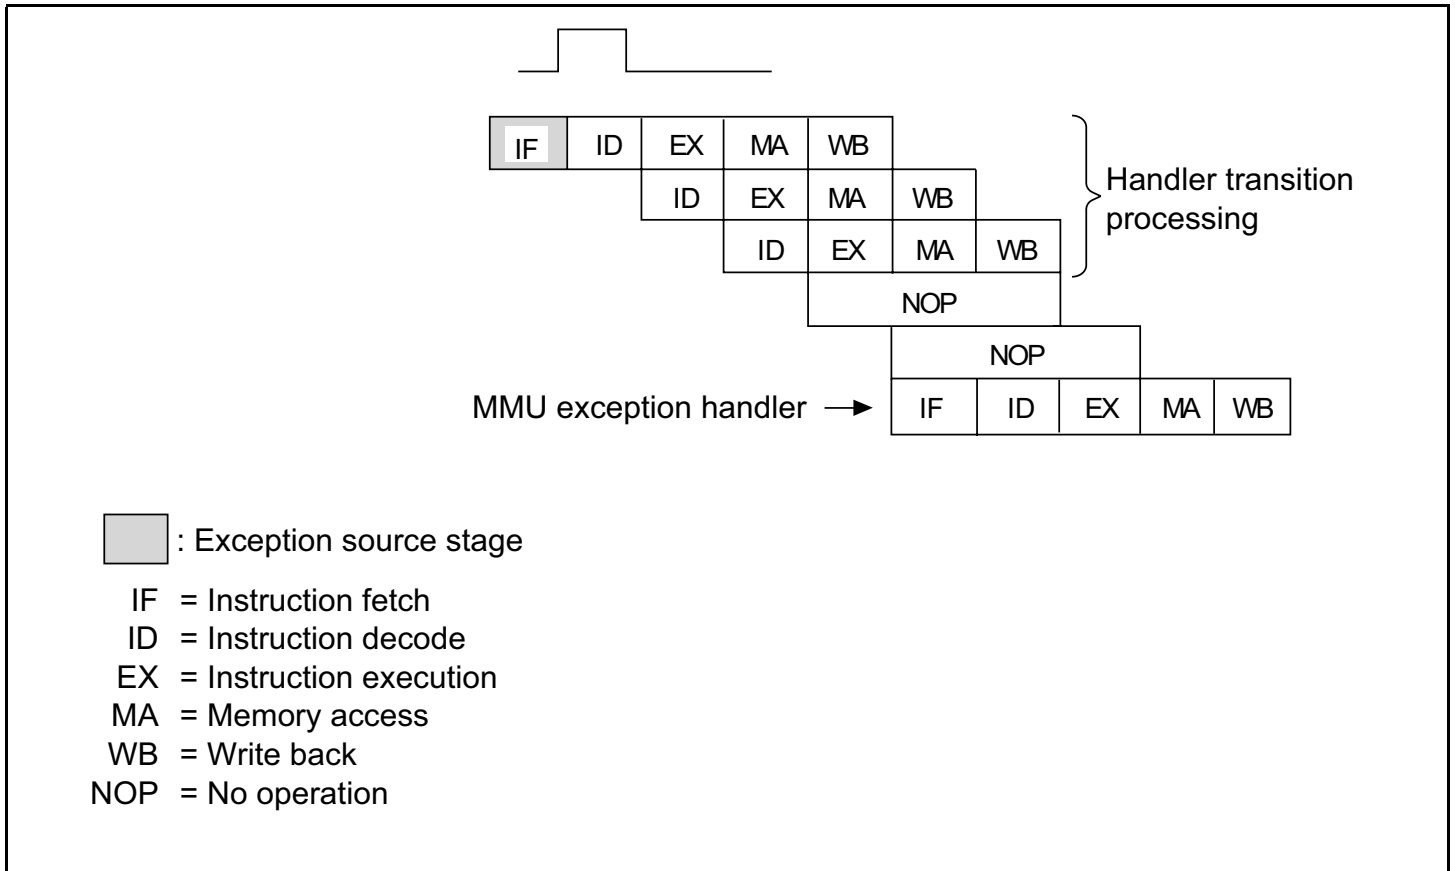 IF ID EX MA WB
ID EX MA WB
Handler transition
processing
ID EX MA WB
NOP
NOP
MMU exception handler IF ID EX MA WB
: Exception source stage
IF = Instruction fetch
ID = Instruction decode
EX = Instruction execution
MA = Memory access
WB = Write back
NOP = No operation